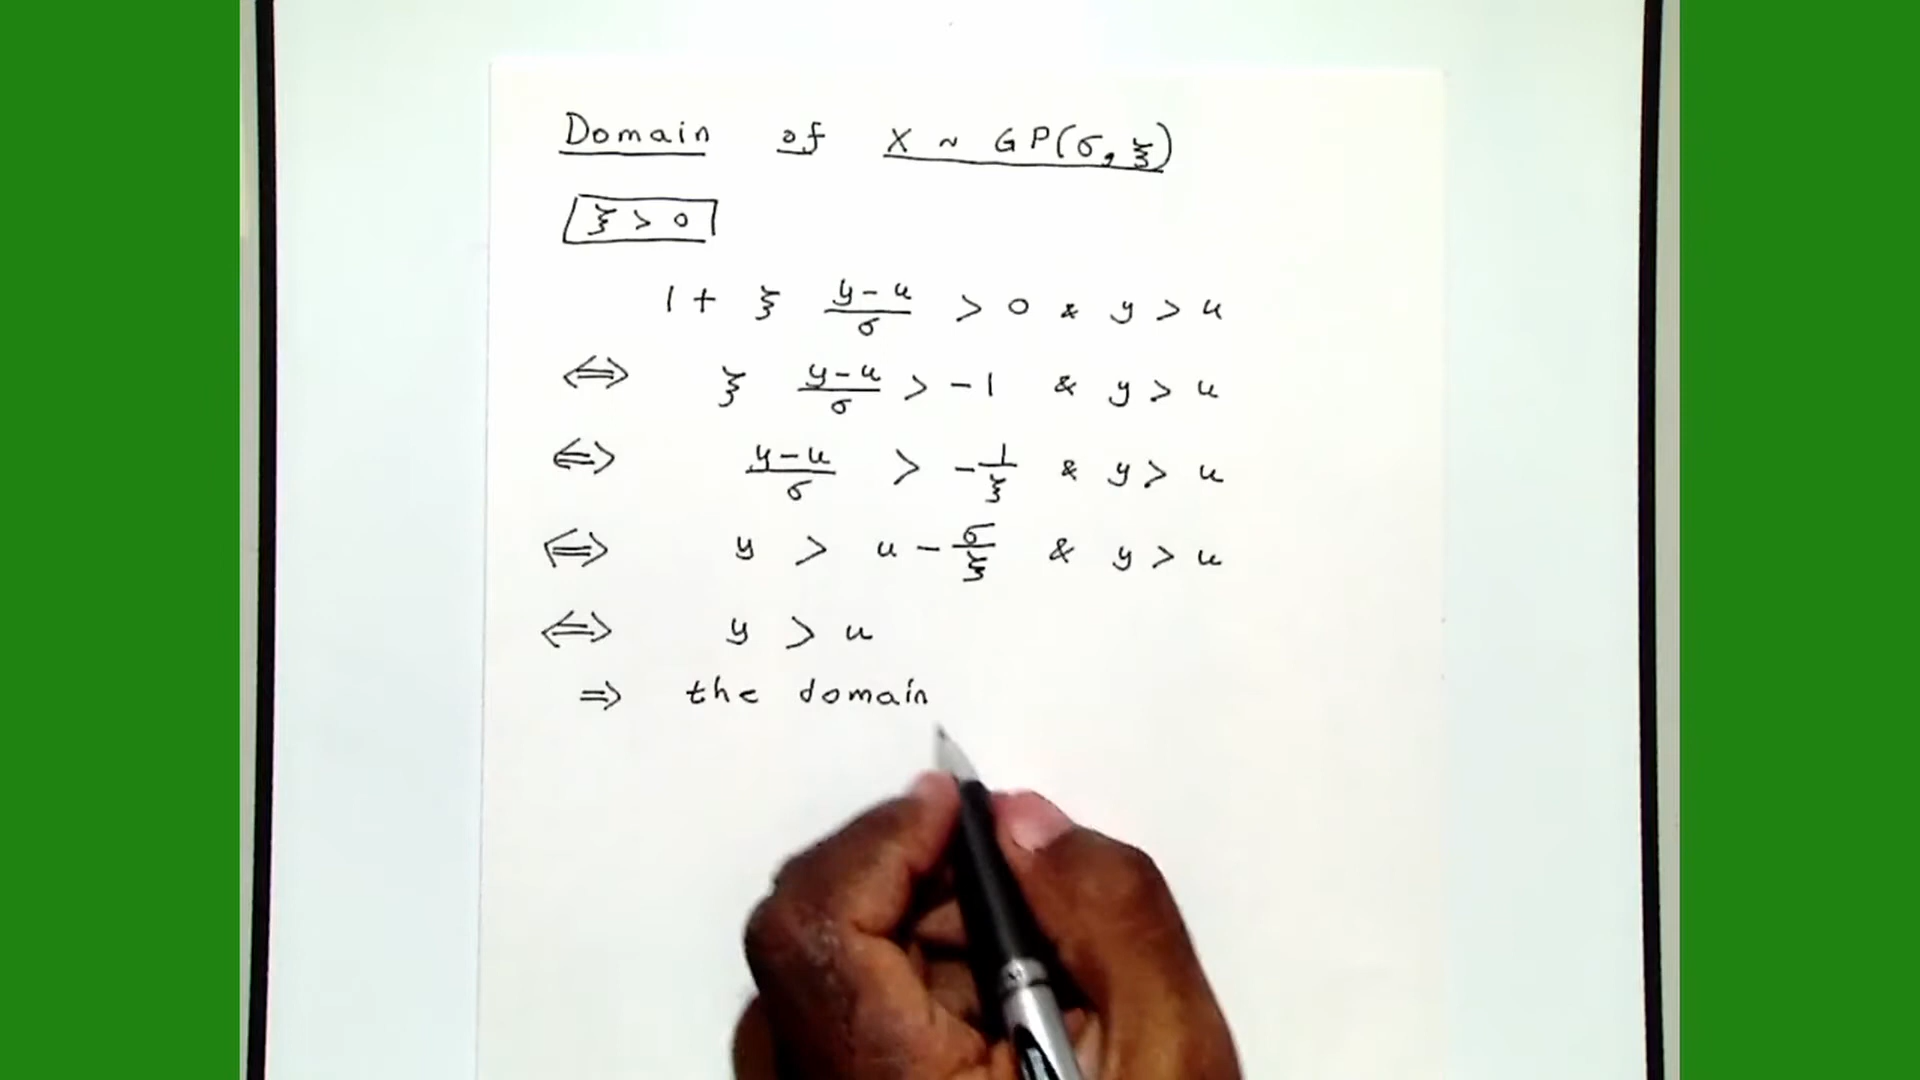 Domain of X ~ GP(σ, ξ)
ξ > 0
1 + ξ (y - u)/σ > 0 & y > u
⟺ ξ (y - u)/σ > -1 & y > u
⟺ (y - u)/σ > -1/ξ & y > u
⟺ y > u - σ/ξ & y > u
⟺ y > u
⇒ the domain